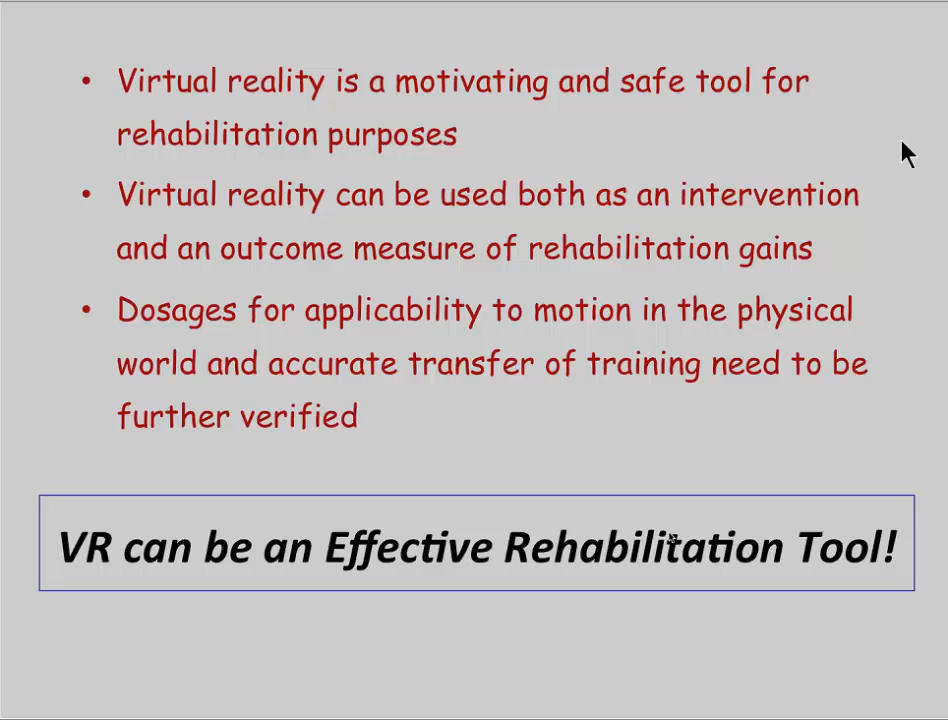 • Virtual reality is a motivating and safe tool for
rehabilitation purposes
• Virtual reality can be used both as an intervention
and an outcome measure of rehabilitation gains
• Dosages for applicability to motion in the physical
world and accurate transfer of training need to be
further verified
VR can be an Effective Rehabilitation Tool!